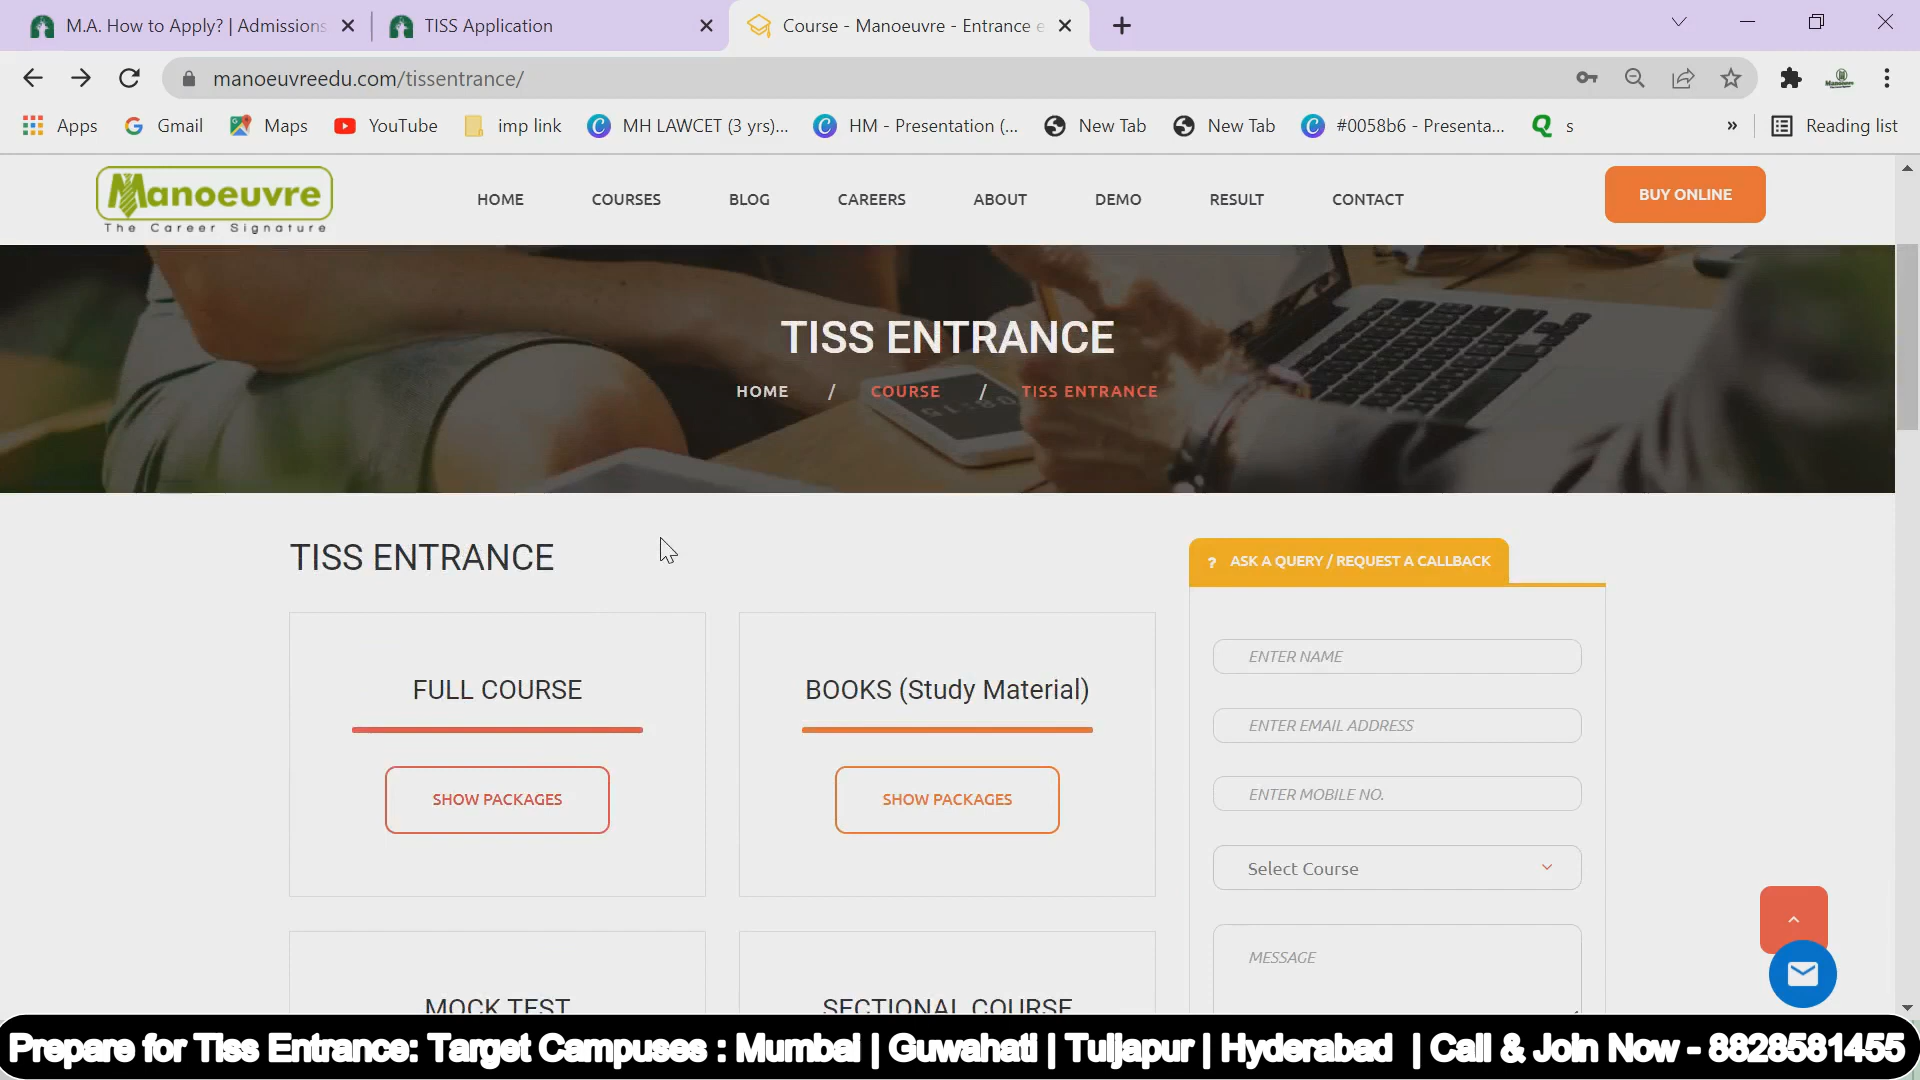 M.A. How to Apply? | Admissions
TISS Application
Course - Manoeuvre - Entrance e
manoeuvreedu.com/tissentrance/
Apps
Gmail
Maps
YouTube
imp link
MH LAWCET (3 yrs)...
HM - Presentation (...
New Tab
New Tab
#0058b6 - Presenta...
s
»
Reading list
Manoeuvre
The Career Signature
HOME
COURSES
BLOG
CAREERS
ABOUT
DEMO
RESULT
CONTACT
BUY ONLINE
TISS ENTRANCE
HOME / COURSE / TISS ENTRANCE
TISS ENTRANCE
? ASK A QUERY / REQUEST A CALLBACK
FULL COURSE
SHOW PACKAGES
BOOKS (Study Material)
SHOW PACKAGES
ENTER NAME
ENTER EMAIL ADDRESS
ENTER MOBILE NO.
Select Course
MESSAGE
MOCK TEST
SECTIONAL COURSE
Prepare for Tiss Entrance: Target Campuses : Mumbai | Guwahati | Tuljapur | Hyderabad | Call & Join Now - 8828581455